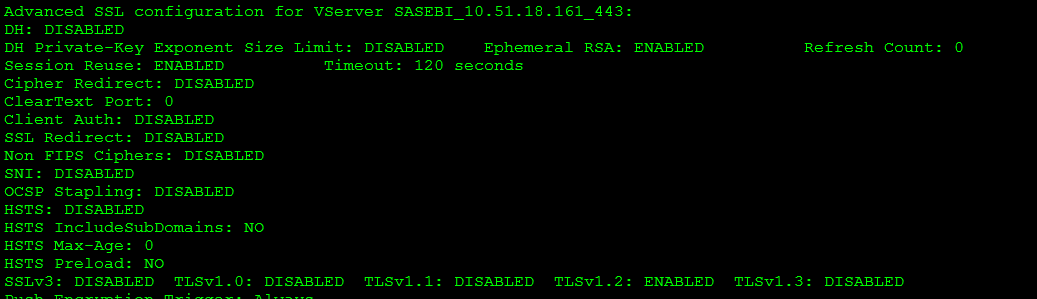 Advanced SSL configuration for VServer SASEBI_10.51.18.161_443:
DH: DISABLED
DH Private-Key Exponent Size Limit: DISABLED    Ephemeral RSA: ENABLED          Refresh Count: 0
Session Reuse: ENABLED          Timeout: 120 seconds
Cipher Redirect: DISABLED
ClearText Port: 0
Client Auth: DISABLED
SSL Redirect: DISABLED
Non FIPS Ciphers: DISABLED
SNI: DISABLED
OCSP Stapling: DISABLED
HSTS: DISABLED
HSTS IncludeSubDomains: NO
HSTS Max-Age: 0
HSTS Preload: NO
SSLv3: DISABLED  TLSv1.0: DISABLED  TLSv1.1: DISABLED  TLSv1.2: ENABLED  TLSv1.3: DISABLED
Push Encryption Trigger: Always